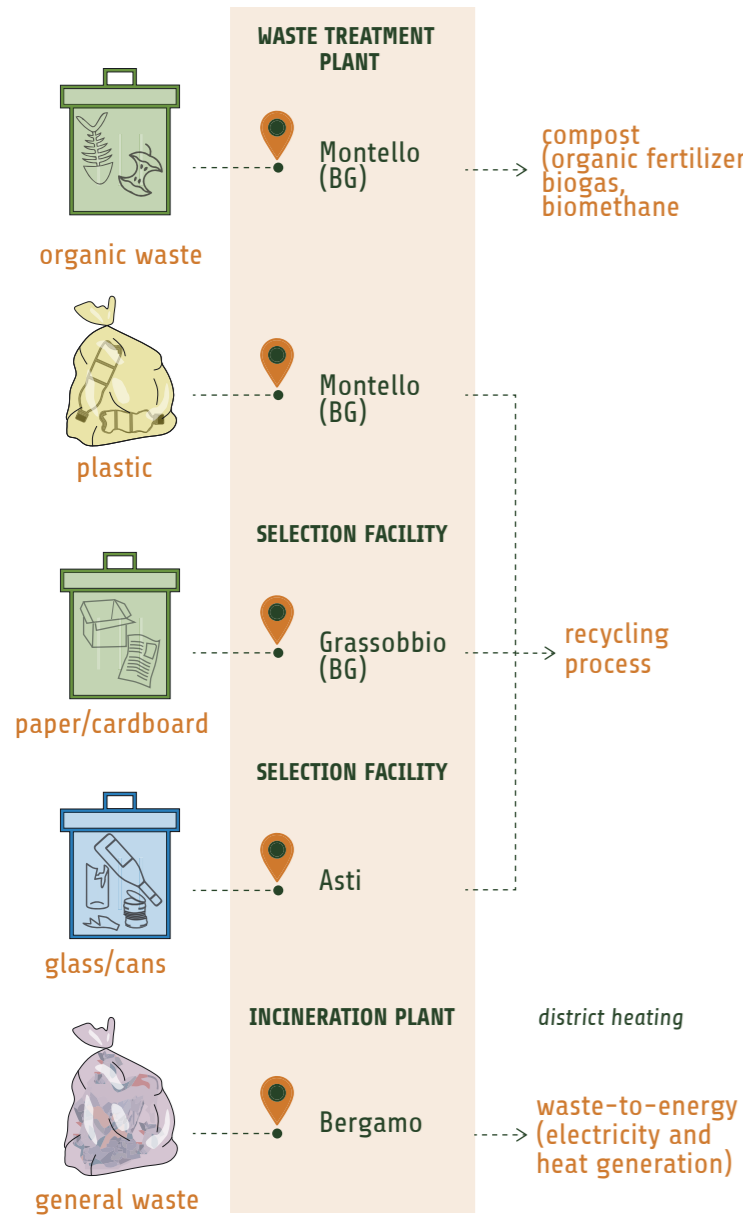 WASTE TREATMENT
PLANT
organic waste
Montello
(BG)
compost
(organic fertilizer
biogas,
biomethane
plastic
Montello
(BG)
SELECTION FACILITY
paper/cardboard
Grassobbio
(BG)
recycling
process
SELECTION FACILITY
glass/cans
Asti
INCINERATION PLANT
district heating
general waste
Bergamo
waste-to-energy
(electricity and
heat generation)